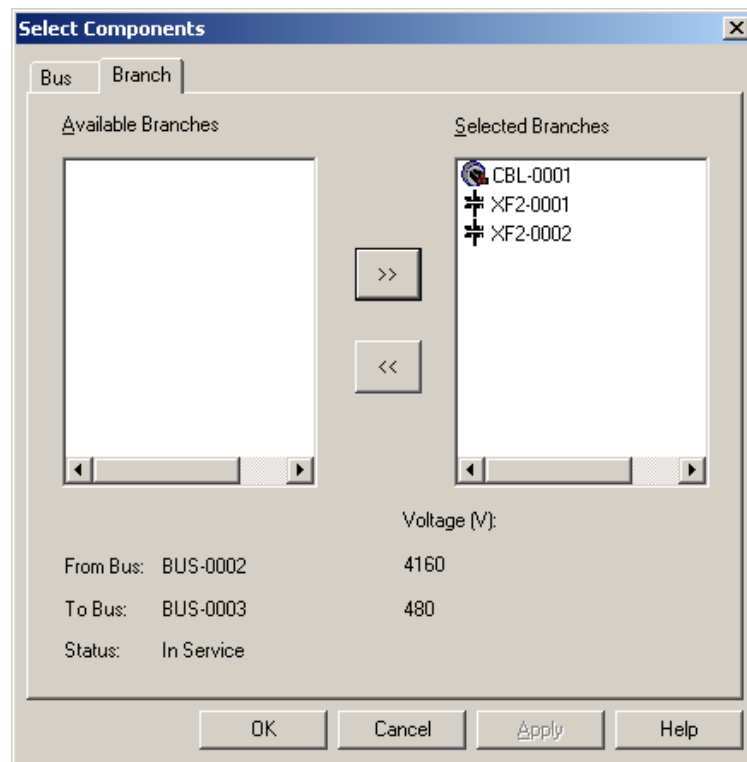 Select Components
Bus Branch
Available Branches
Selected Branches
CBL-0001
XF2-0001
XF2-0002
>>
<<
Voltage (V):
From Bus: BUS-0002 4160
To Bus: BUS-0003 480
Status: In Service
OK Cancel Apply Help